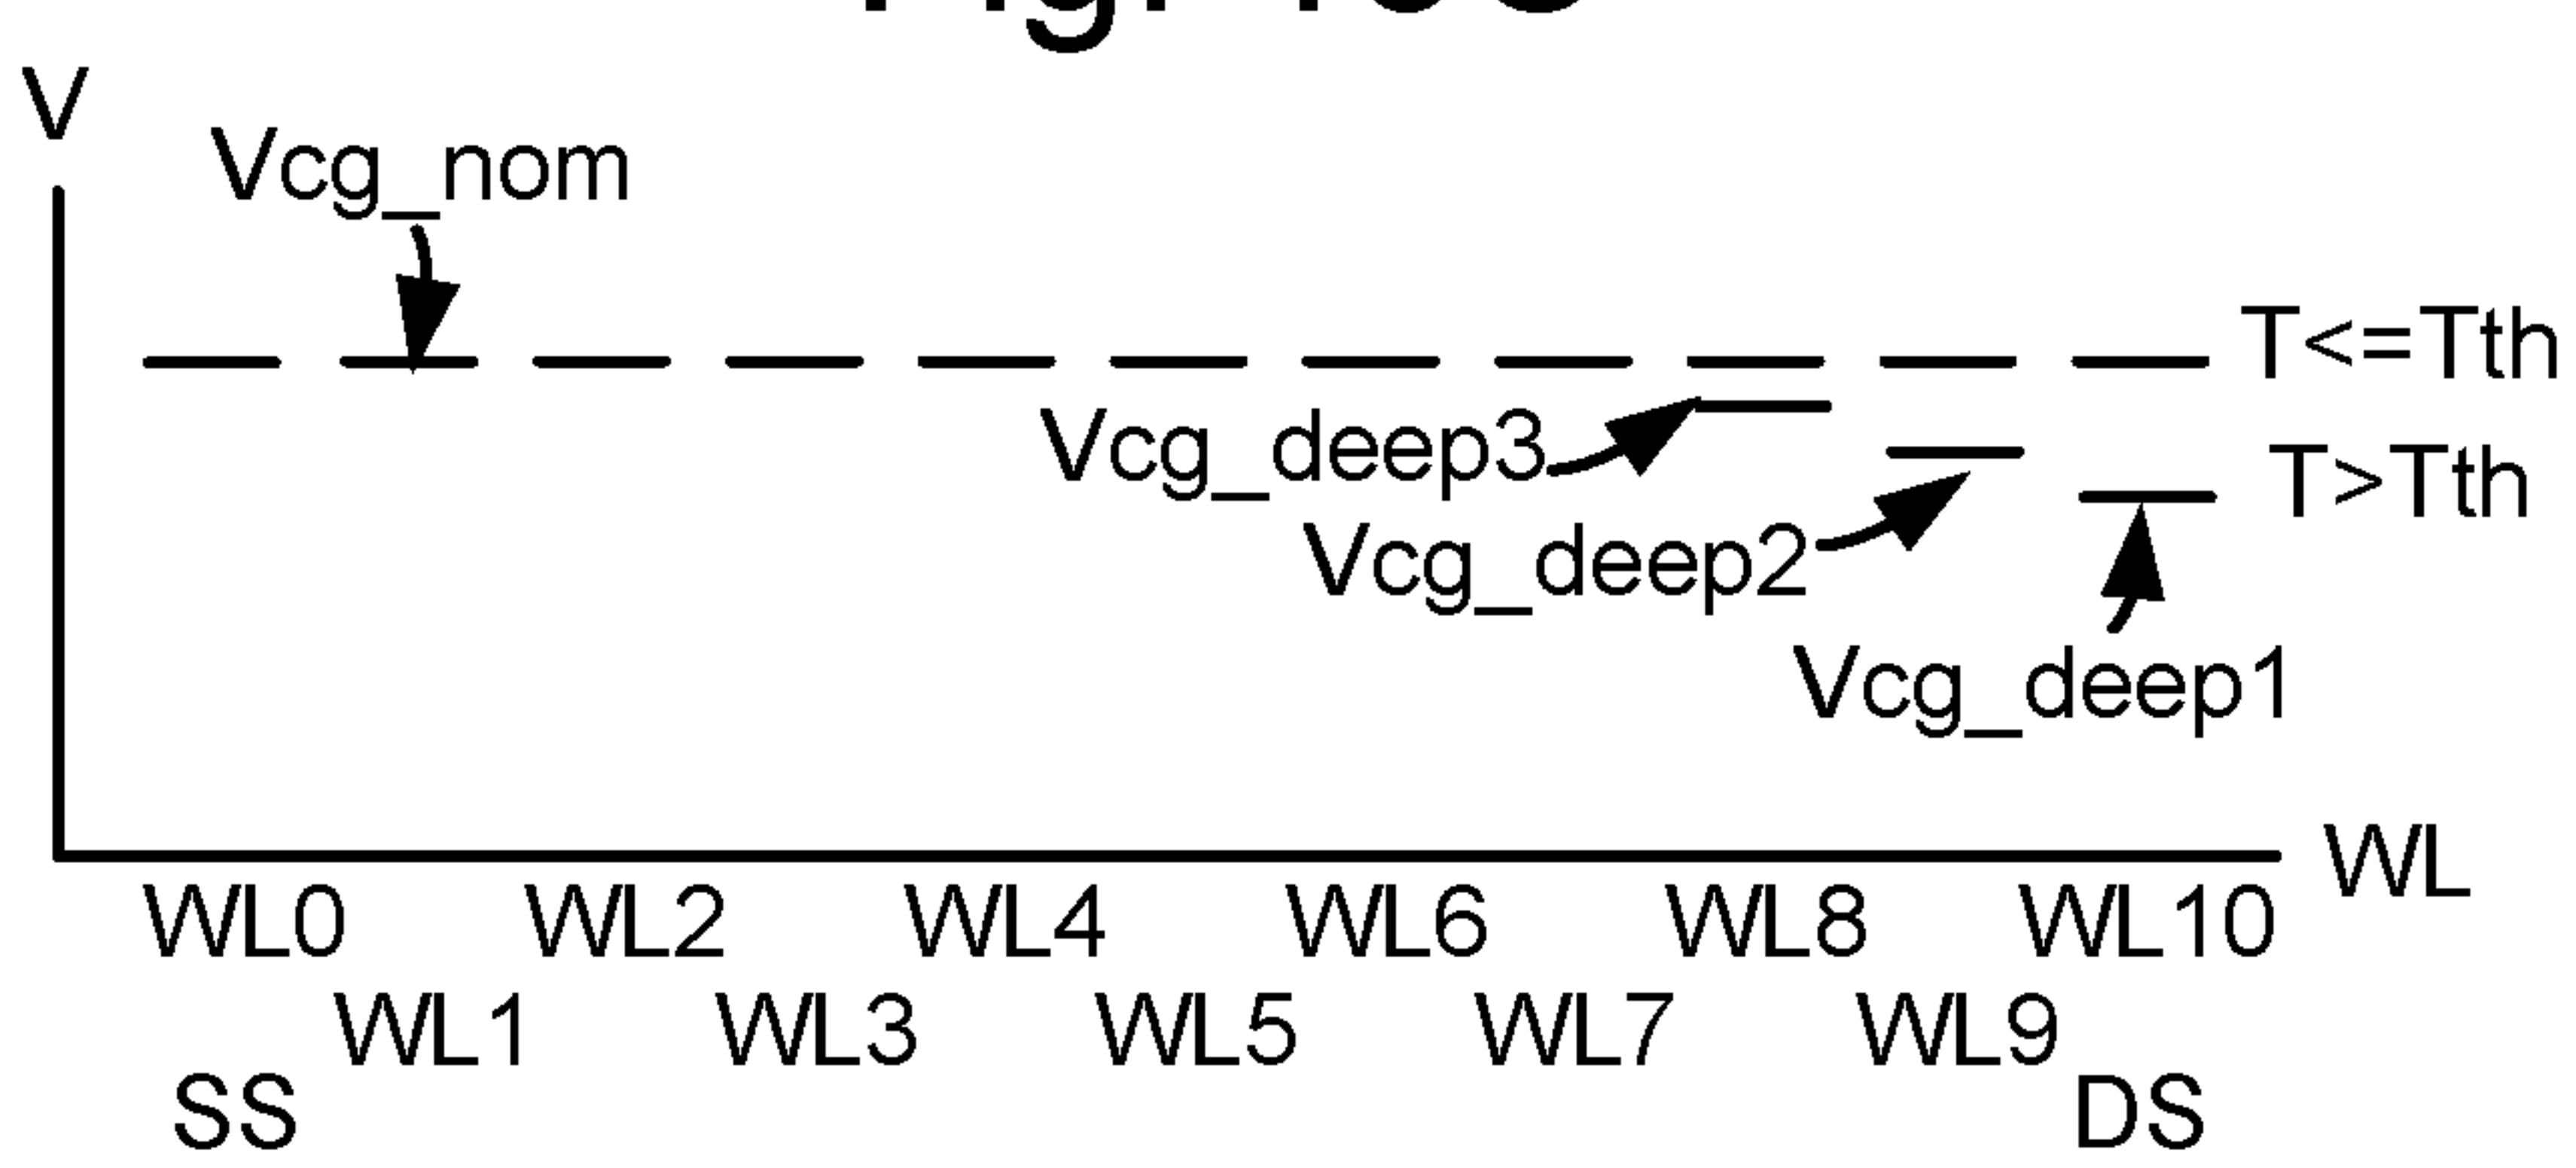 V
Vcg_nom
T<=Tth
Vcg_deep3
T>Tth
Vcg_deep2
Vcg_deep1
WL
WL0 WL2 WL4 WL6 WL8 WL10
WL1 WL3 WL5 WL7 WL9
SS DS